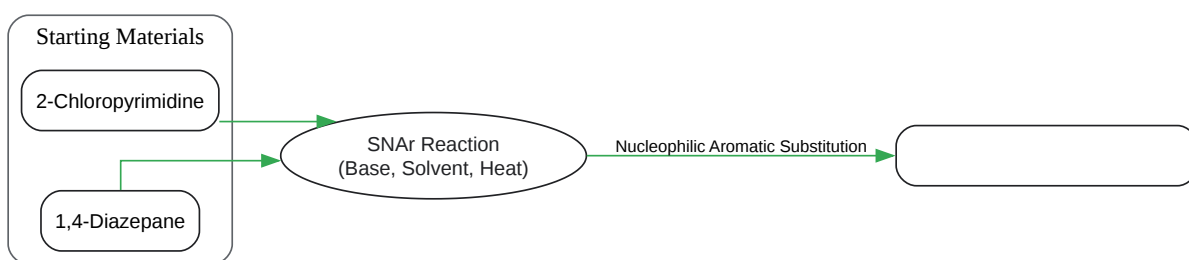 Starting Materials
2-Chloropyrimidine
1,4-Diazepane
SNAr Reaction
(Base, Solvent, Heat)
Nucleophilic Aromatic Substitution